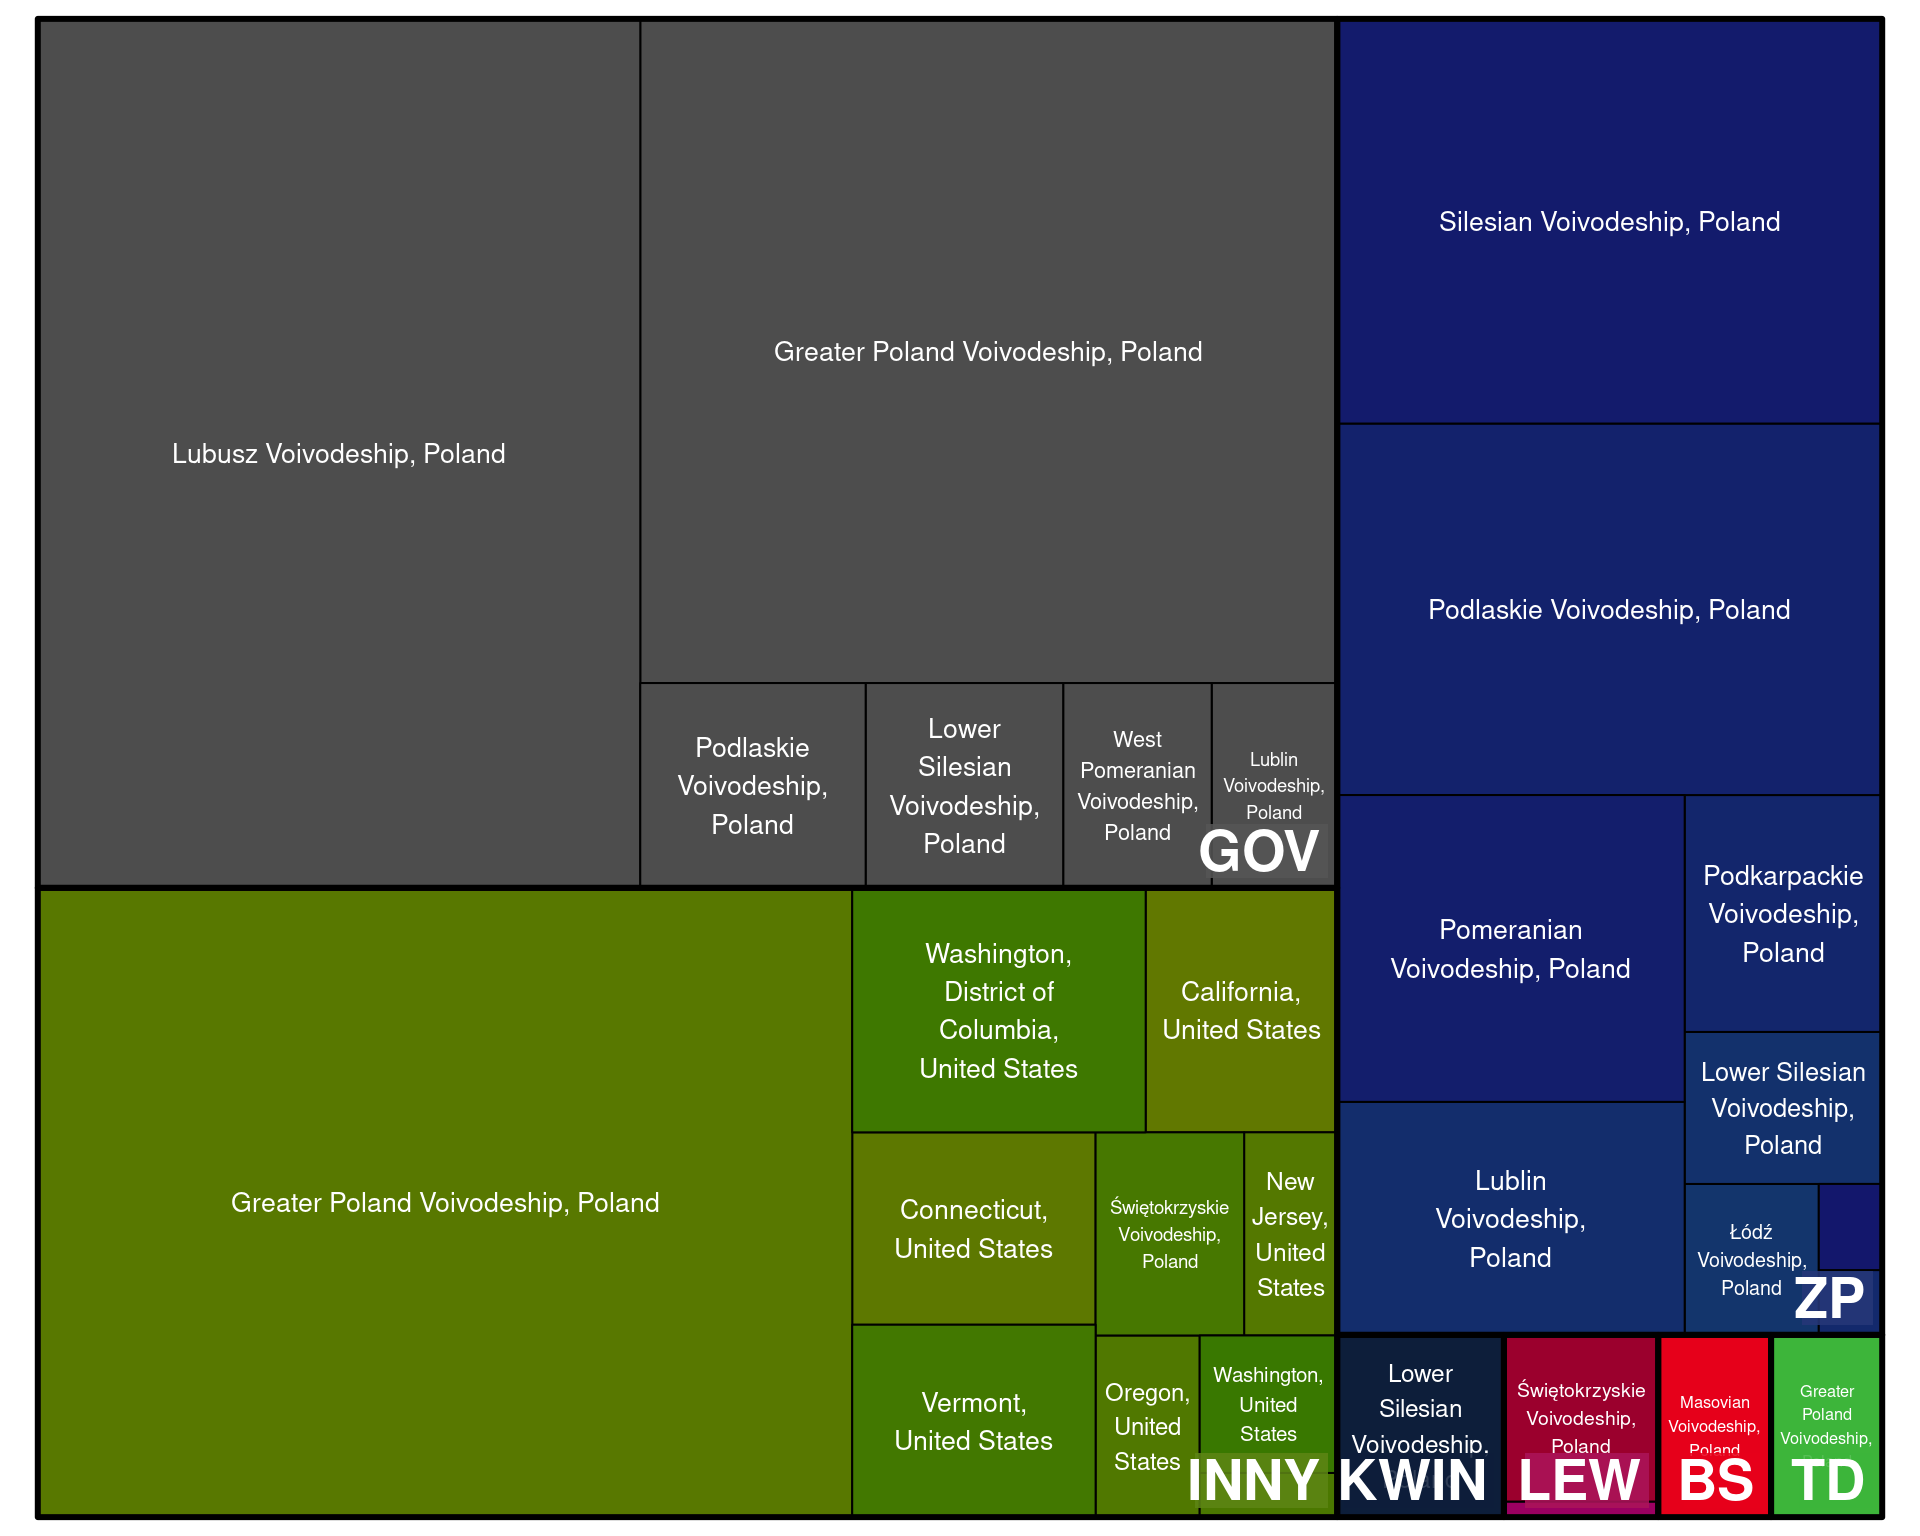 Lubusz Voivodeship, Poland
Greater Poland Voivodeship, Poland
Podlaskie
Voivodeship,
Poland
Lower
Silesian
Voivodeship,
Poland
West
Pomeranian
Voivodeship,
Poland
Lublin
Voivodeship,
Poland
GOV
Greater Poland Voivodeship, Poland
Washington,
District of
Columbia,
United States
California,
United States
Connecticut,
United States
Świętokrzyskie
Voivodeship,
Poland
New
Jersey,
United
States
Vermont,
United States
Oregon,
United
States
Washington,
United
States
INNY
Silesian Voivodeship, Poland
Podlaskie Voivodeship, Poland
Pomeranian
Voivodeship, Poland
Podkarpackie
Voivodeship,
Poland
Lower Silesian
Voivodeship,
Poland
Lublin
Voivodeship,
Poland
Łódź
Voivodeship,
Poland
ZP
Lower
Silesian
Voivodeship,
KWIN
Świętokrzyskie
Voivodeship,
Poland
LEW
Masovian
Voivodeship,
Poland
BS
Greater
Poland
Voivodeship,
TD